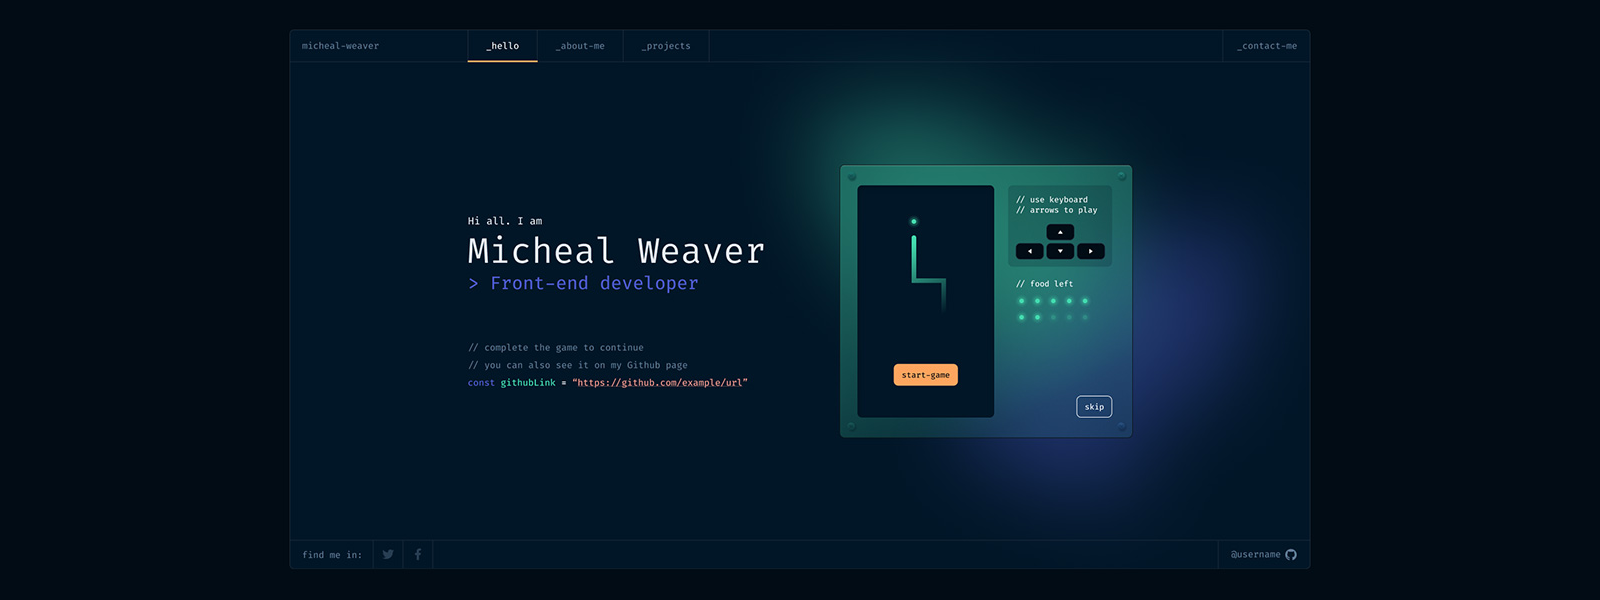 micheal-weaver
_hello
_about-me
_projects
_contact-me
Hi all. I am
Micheal Weaver
> Front-end developer
// complete the game to continue
// you can also see it on my Github page
const githubLink = “https://github.com/example/url”
start-game
// use keyboard
// arrows to play
// food left
skip
find me in:
@username